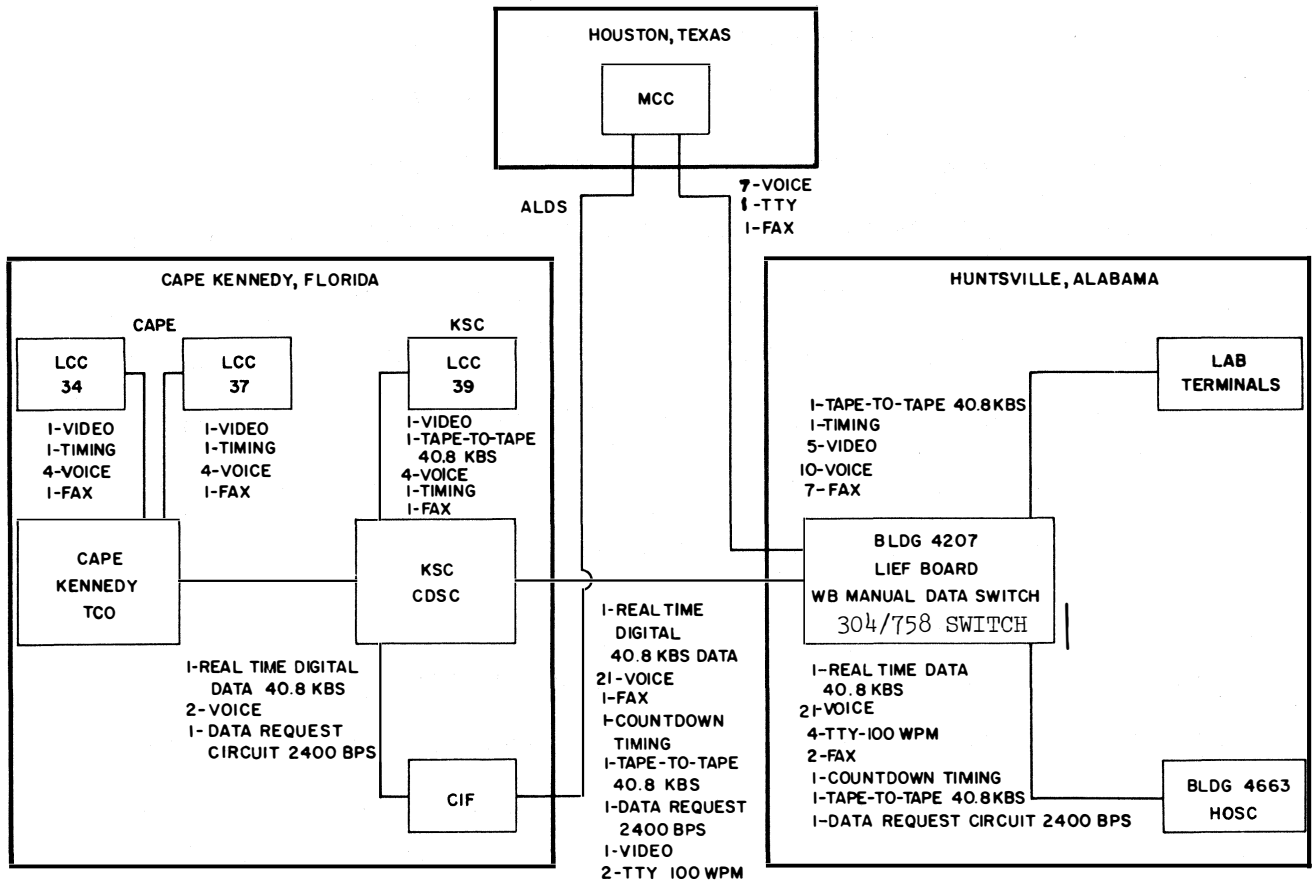 HOUSTON, TEXAS
MCC
ALDS
7-VOICE
1-TTY
1-FAX
CAPE KENNEDY, FLORIDA
CAPE
KSC
LCC
34
LCC
37
LCC
39
1-VIDEO
1-TIMING
4-VOICE
1-FAX
1-VIDEO
1-TIMING
4-VOICE
1-FAX
1-VIDEO
1-TAPE-TO-TAPE
40.8 KBS
4-VOICE
1-TIMING
1-FAX
CAPE
KENNEDY
TCO
KSC
CDSC
1-REAL TIME DIGITAL
DATA 40.8 KBS
2-VOICE
1-DATA REQUEST
CIRCUIT 2400 BPS
CIF
1-REAL TIME
DIGITAL
40.8 KBS DATA
21-VOICE
1-FAX
1-COUNTDOWN
TIMING
1-TAPE-TO-TAPE
40.8 KBS
1-DATA REQUEST
2400 BPS
1-VIDEO
2-TTY 100 WPM
HUNTSVILLE, ALABAMA
LAB
TERMINALS
1-TAPE-TO-TAPE 40.8 KBS
1-TIMING
5-VIDEO
10-VOICE
7-FAX
BLDG 4207
LIEF BOARD
WB MANUAL DATA SWITCH
304/758 SWITCH
1-REAL TIME DATA
40.8 KBS
21-VOICE
4-TTY-100 WPM
2-FAX
1-COUNTDOWN TIMING
1-TAPE-TO-TAPE 40.8 KBS
1-DATA REQUEST CIRCUIT 2400 BPS
BLDG 4663
HOSC